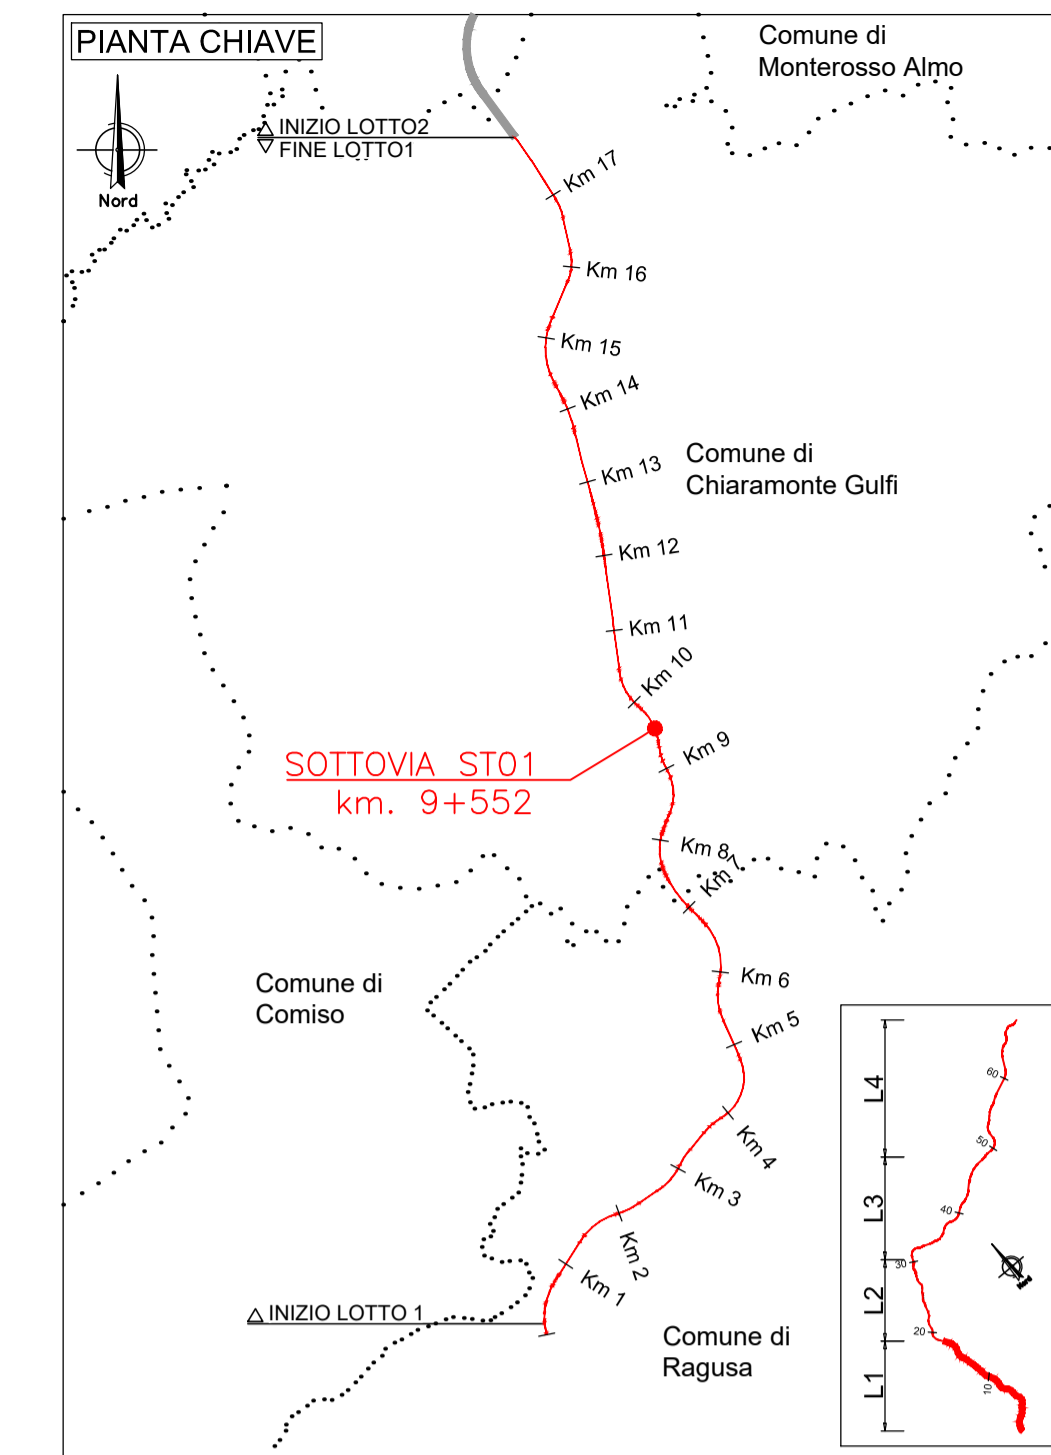 PIANTA CHIAVE
Comune di
Monterosso Almo
Nord
INIZIO LOTTO2
FINE LOTTO1
Km 17
Km 16
Km 15
Km 14
Km 13
Comune di
Chiaramonte Gulfi
Km 12
Km 11
Km 10
Km 9
SOTTOVIA ST01
km. 9+552
Km 8
Km 7
Km 6
Comune di
Comiso
Km 5
Km 4
Km 3
Km 2
Km 1
INIZIO LOTTO 1
Comune di
Ragusa
L4
60
50
L3
40
30
Nord
L2
20
L1
10